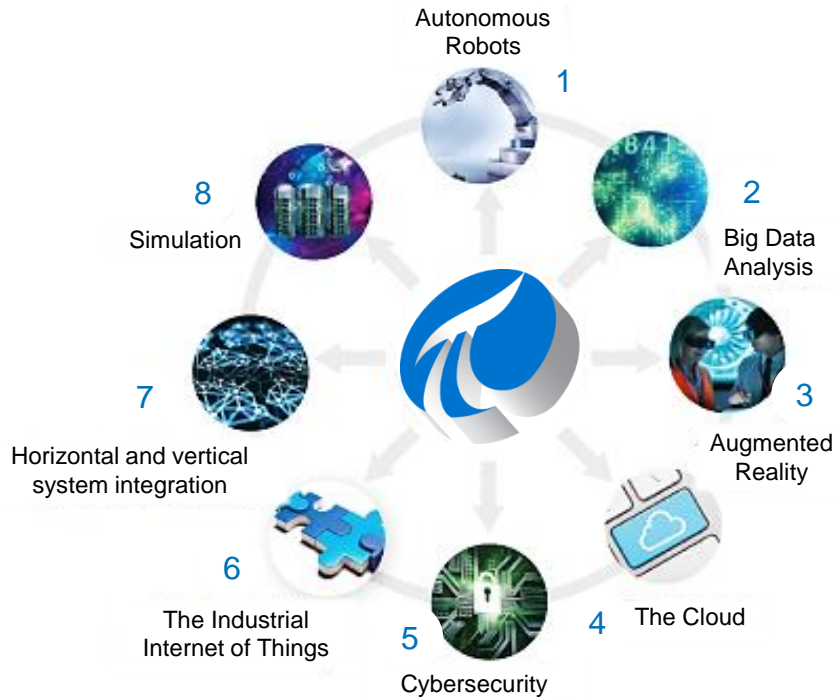 Autonomous
Robots
1
2
Big Data
Analysis
3
Augmented
Reality
4
The Cloud
5
Cybersecurity
6
The Industrial
Internet of Things
7
Horizontal and vertical
system integration
8
Simulation